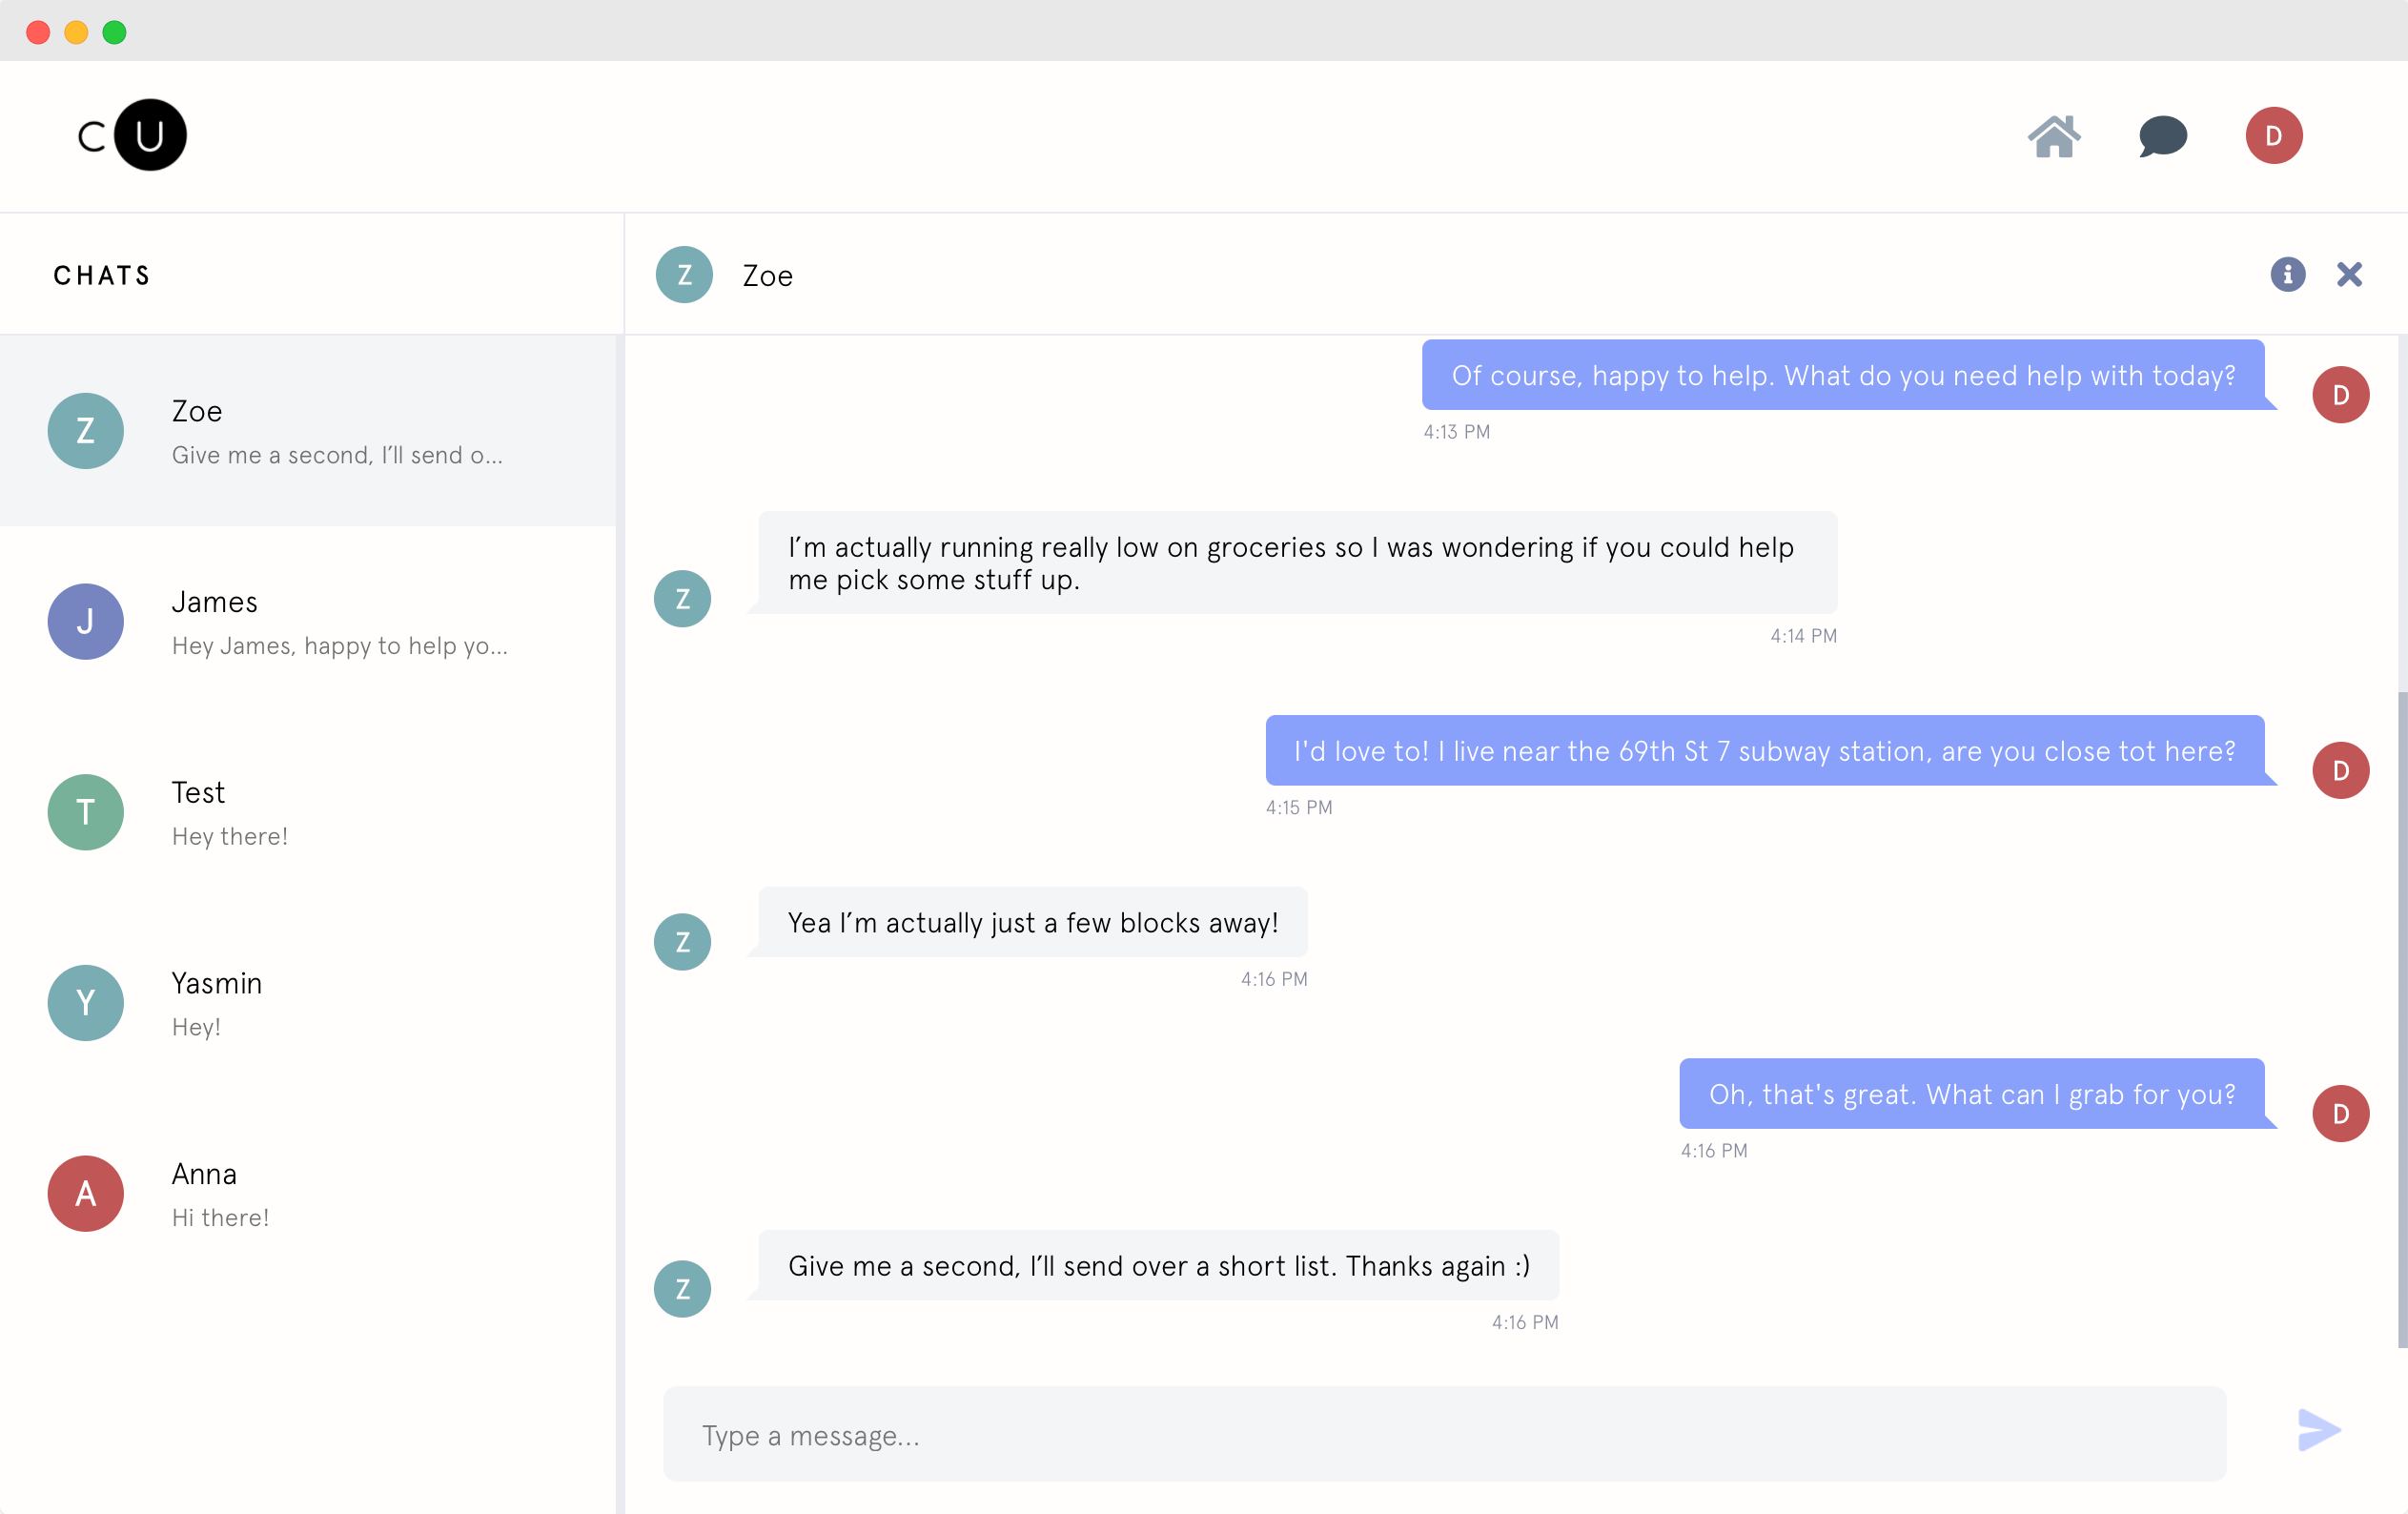 C U
D
CHATS
Z
Zoe
Z
Zoe
Give me a second, I’ll send o...
J
James
Hey James, happy to help yo...
T
Test
Hey there!
Y
Yasmin
Hey!
A
Anna
Hi there!
Of course, happy to help. What do you need help with today?
D
4:13 PM
I’m actually running really low on groceries so I was wondering if you could help
me pick some stuff up.
Z
4:14 PM
I'd love to! I live near the 69th St 7 subway station, are you close tot here?
D
4:15 PM
Yea I’m actually just a few blocks away!
Z
4:16 PM
Oh, that's great. What can I grab for you?
D
4:16 PM
Give me a second, I’ll send over a short list. Thanks again :)
Z
4:16 PM
Type a message...